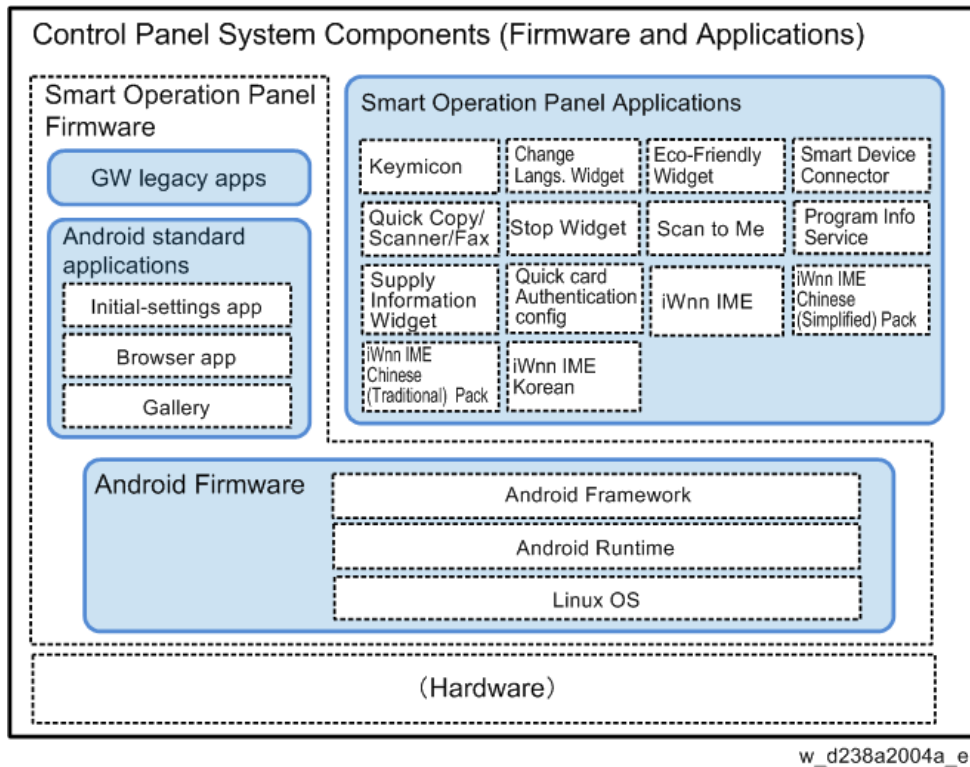 Control Panel System Components (Firmware and Applications)
Smart Operation Panel
Firmware
GW legacy apps
Android standard
applications
Initial-settings app
Browser app
Gallery
Smart Operation Panel Applications
Keymicon
Change
Langs. Widget
Eco-Friendly
Widget
Smart Device
Connector
Quick Copy/
Scanner/Fax
Stop Widget
Scan to Me
Program Info
Service
Supply
Information
Widget
Quick card
Authentication
config
iWnn IME
iWnn IME
Chinese
(Simplified) Pack
iWnn IME
Chinese
(Traditional) Pack
iWnn IME
Korean
Android Firmware
Android Framework
Android Runtime
Linux OS
(Hardware)
w_d238a2004a_e